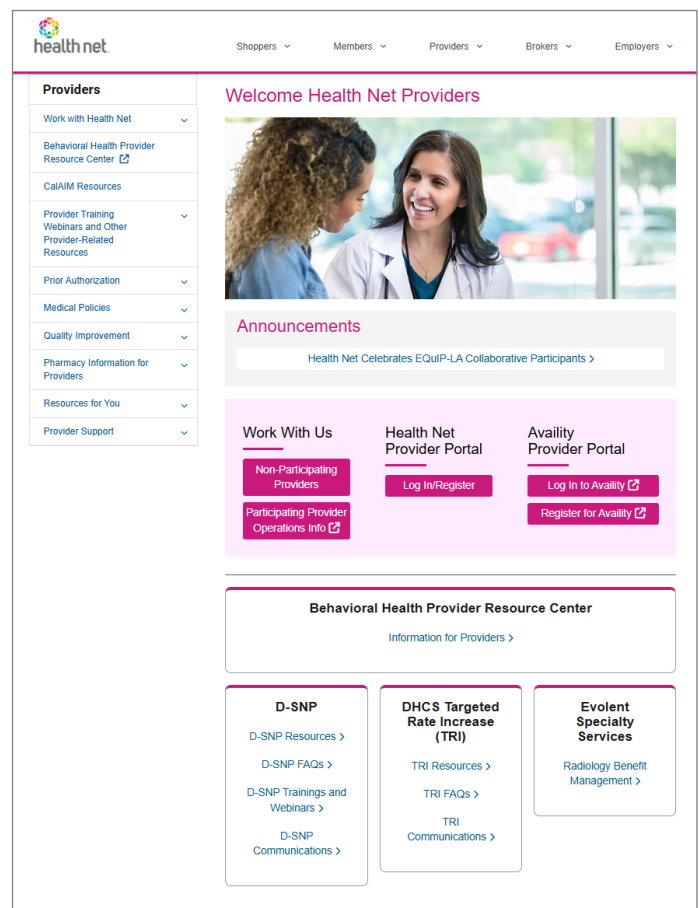 health net.
Shoppers
Members
Providers
Brokers
Employers
Providers
Work with Health Net
Behavioral Health Provider
Resource Center
CalAIM Resources
Provider Training
Webinars and Other
Provider-Related
Resources
Prior Authorization
Medical Policies
Quality Improvement
Pharmacy Information for
Providers
Resources for You
Provider Support
Welcome Health Net Providers
Announcements
Health Net Celebrates EQuIP-LA Collaborative Participants >
Work With Us
Non-Participating
Providers
Participating Provider
Operations Info
Health Net
Provider Portal
Log In/Register
Availity
Provider Portal
Log In to Availity
Register for Availity
Behavioral Health Provider Resource Center
Information for Providers >
D-SNP
D-SNP Resources >
D-SNP FAQs >
D-SNP Trainings and
Webinars >
D-SNP
Communications >
DHCS Targeted
Rate Increase
(TRI)
TRI Resources >
TRI FAQs >
TRI
Communications >
Evolent
Specialty
Services
Radiology Benefit
Management >